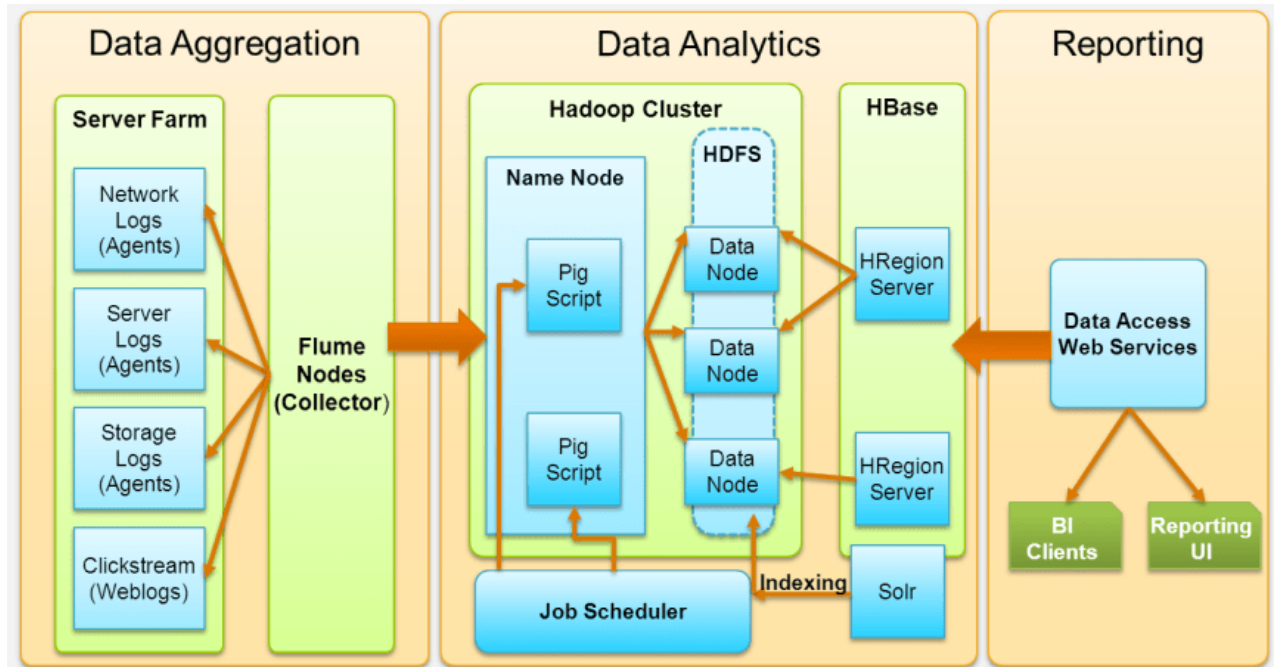 Data Aggregation
Server Farm
Network
Logs
(Agents)
Server
Logs
(Agents)
Storage
Logs
(Agents)
Clickstream
(Weblogs)
Flume
Nodes
(Collector)
Data Analytics
Hadoop Cluster
Name Node
Pig
Script
Pig
Script
HDFS
Data
Node
Data
Node
Data
Node
HBase
HRegion
Server
HRegion
Server
Job Scheduler
Indexing
Solr
Reporting
Data Access
Web Services
BI
Clients
Reporting
UI